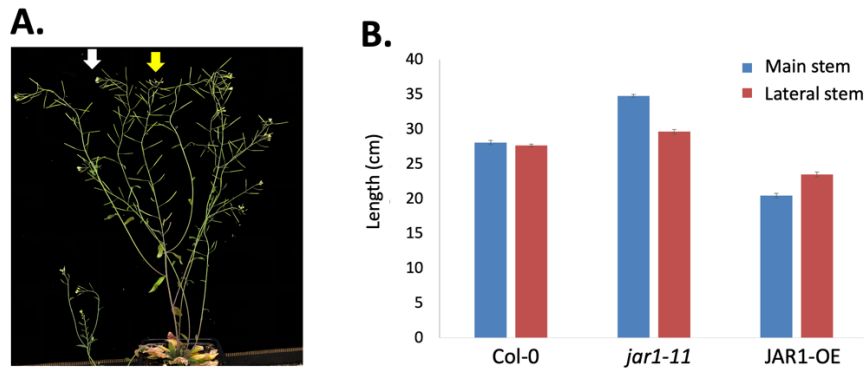 A.
B.
40
35
30
25
20
15
10
5
0
Length (cm)
Main stem
Lateral stem
Col-0
jar1-11
JAR1-OE